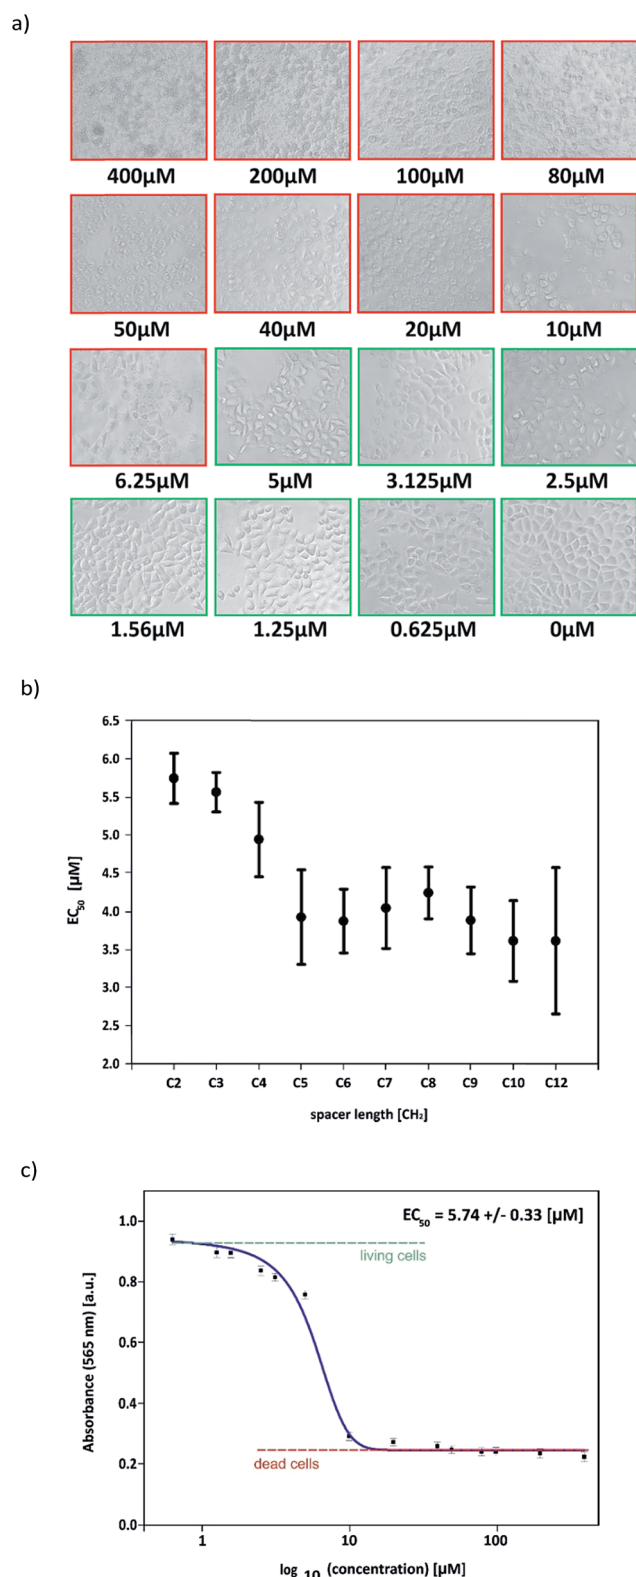 a)
400µM 200µM 100µM 80µM
50µM 40µM 20µM 10µM
6.25µM 5µM 3.125µM 2.5µM
1.56µM 1.25µM 0.625µM 0µM
b)
6.5
6.0
5.5
5.0
4.5
4.0
3.5
3.0
2.5
2.0
EC50 [µM]
C2 C3 C4 C5 C6 C7 C8 C9 C10 C12
spacer length [CH2]
c)
EC50 = 5.74 +/- 0.33 [µM]
1.0
0.8
0.6
0.4
0.2
0.0
Absorbance (565 nm) [a.u.]
living cells
dead cells
1 10 100
log10 (concentration) [µM]